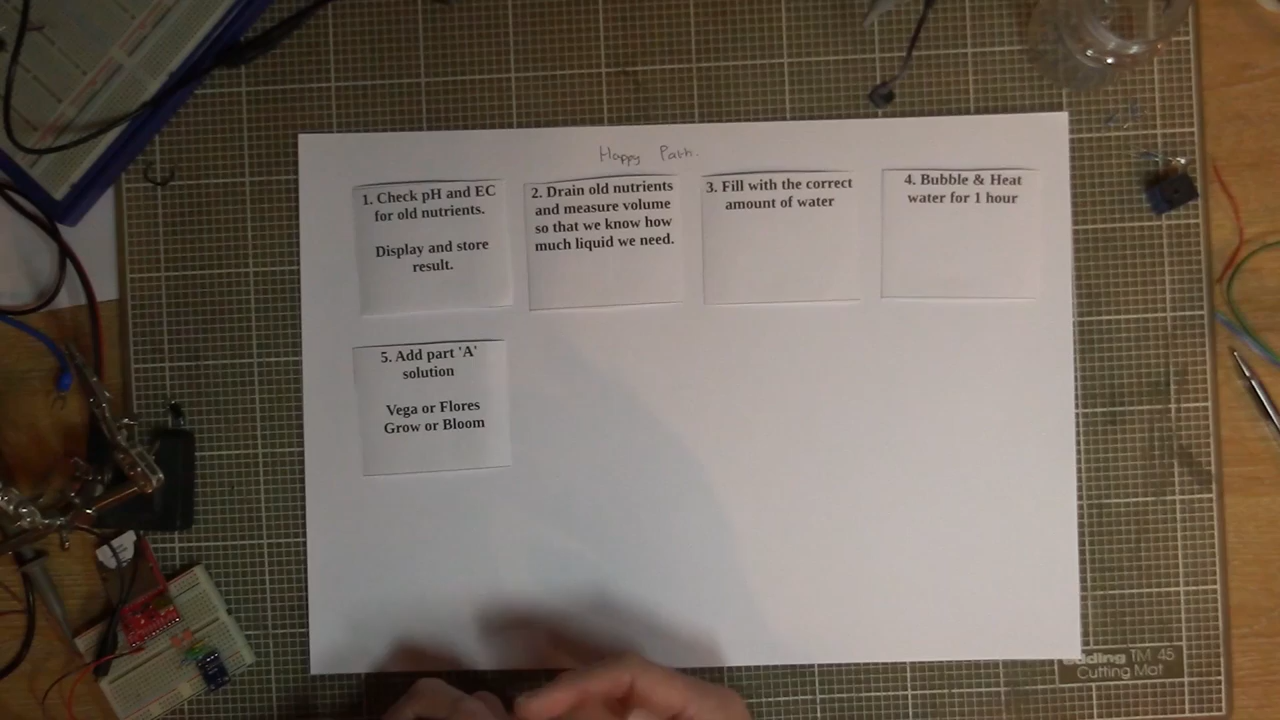 Happy Path.
1. Check pH and EC
for old nutrients.
Display and store
result.
2. Drain old nutrients
and measure volume
so that we know how
much liquid we need.
3. Fill with the correct
amount of water
4. Bubble & Heat
water for 1 hour
5. Add part 'A'
solution
Vega or Flores
Grow or Bloom
edding TM 45
Cutting Mat